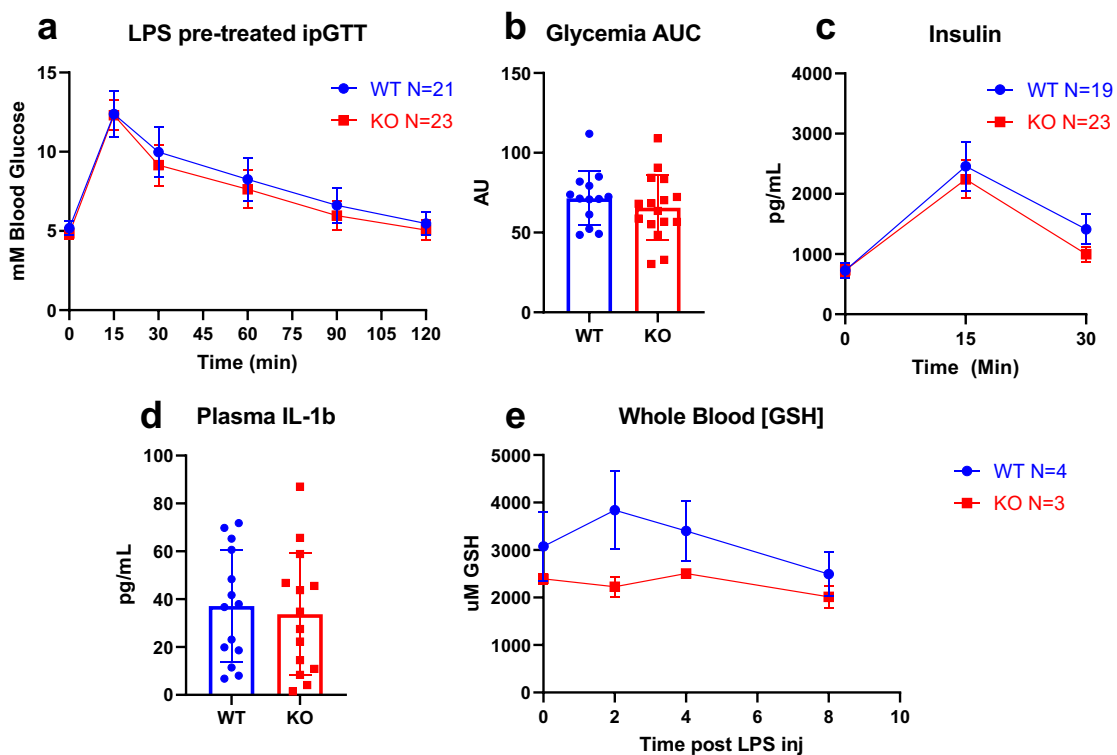 a
LPS pre-treated ipGTT
15
10
5
0
mM Blood Glucose
WT N=21
KO N=23
0 15 30 45 60 75 90 105 120
Time (min)
b
Glycemia AUC
150
100
50
0
AU
WT KO
c
Insulin
4000
3000
2000
1000
0
pg/mL
WT N=19
KO N=23
0 15 30
Time (Min)
d
Plasma IL-1b
100
80
60
40
20
0
pg/mL
WT KO
e
Whole Blood [GSH]
5000
4000
3000
2000
1000
0
uM GSH
WT N=4
KO N=3
0 2 4 6 8 10
Time post LPS inj